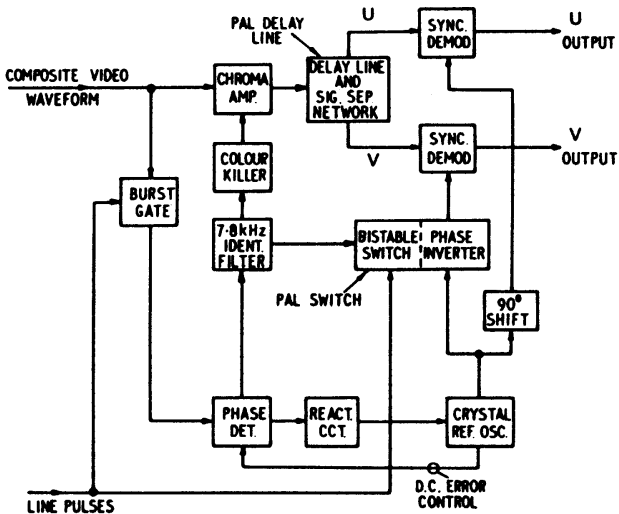 PAL DELAY
LINE
U
SYNC.
DEMOD
U
OUTPUT
COMPOSITE VIDEO
WAVEFORM
CHROMA
AMP.
DELAY LINE
AND
SIG. SEP
NETWORK
V
SYNC.
DEMOD
V
OUTPUT
COLOUR
KILLER
BURST
GATE
7·8kHz
IDENT.
FILTER
BISTABLE
SWITCH
PHASE
INVERTER
PAL SWITCH
90°
SHIFT
PHASE
DET.
REACT.
CCT.
CRYSTAL
REF. OSC.
D.C. ERROR
CONTROL
LINE PULSES